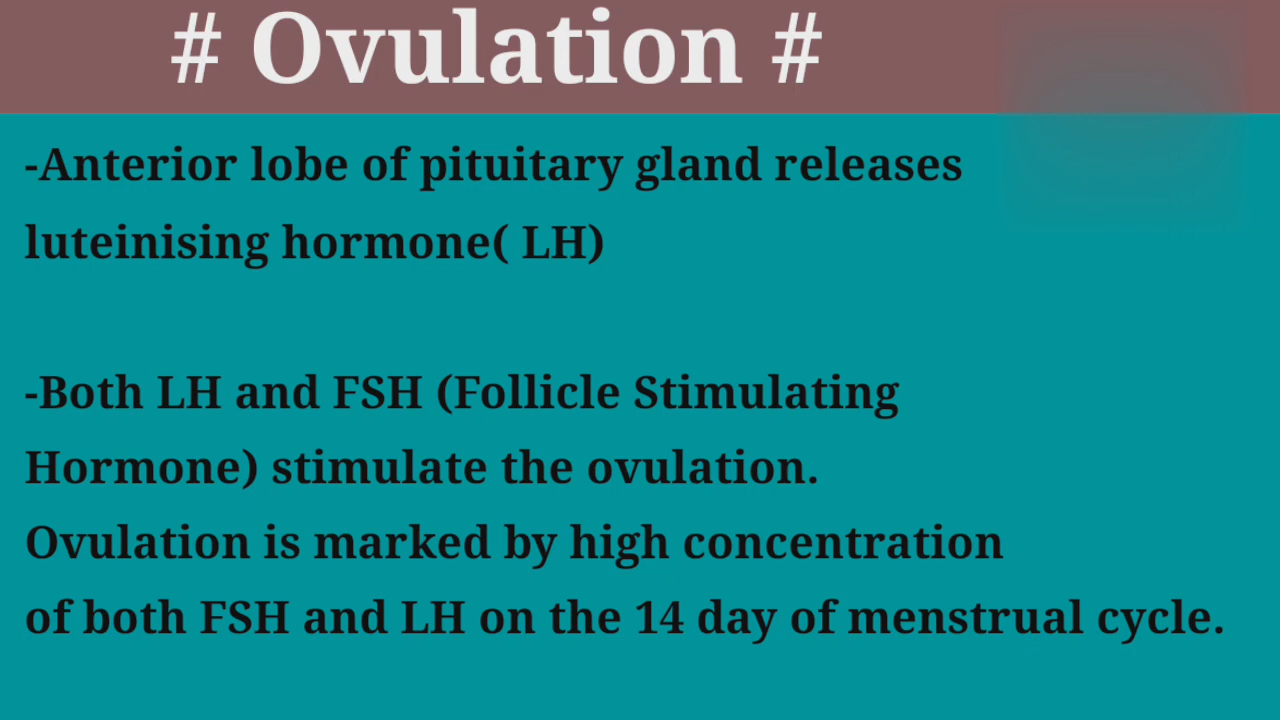 # Ovulation #
-Anterior lobe of pituitary gland releases
luteinising hormone( LH)
-Both LH and FSH (Follicle Stimulating
Hormone) stimulate the ovulation.
Ovulation is marked by high concentration
of both FSH and LH on the 14 day of menstrual cycle.